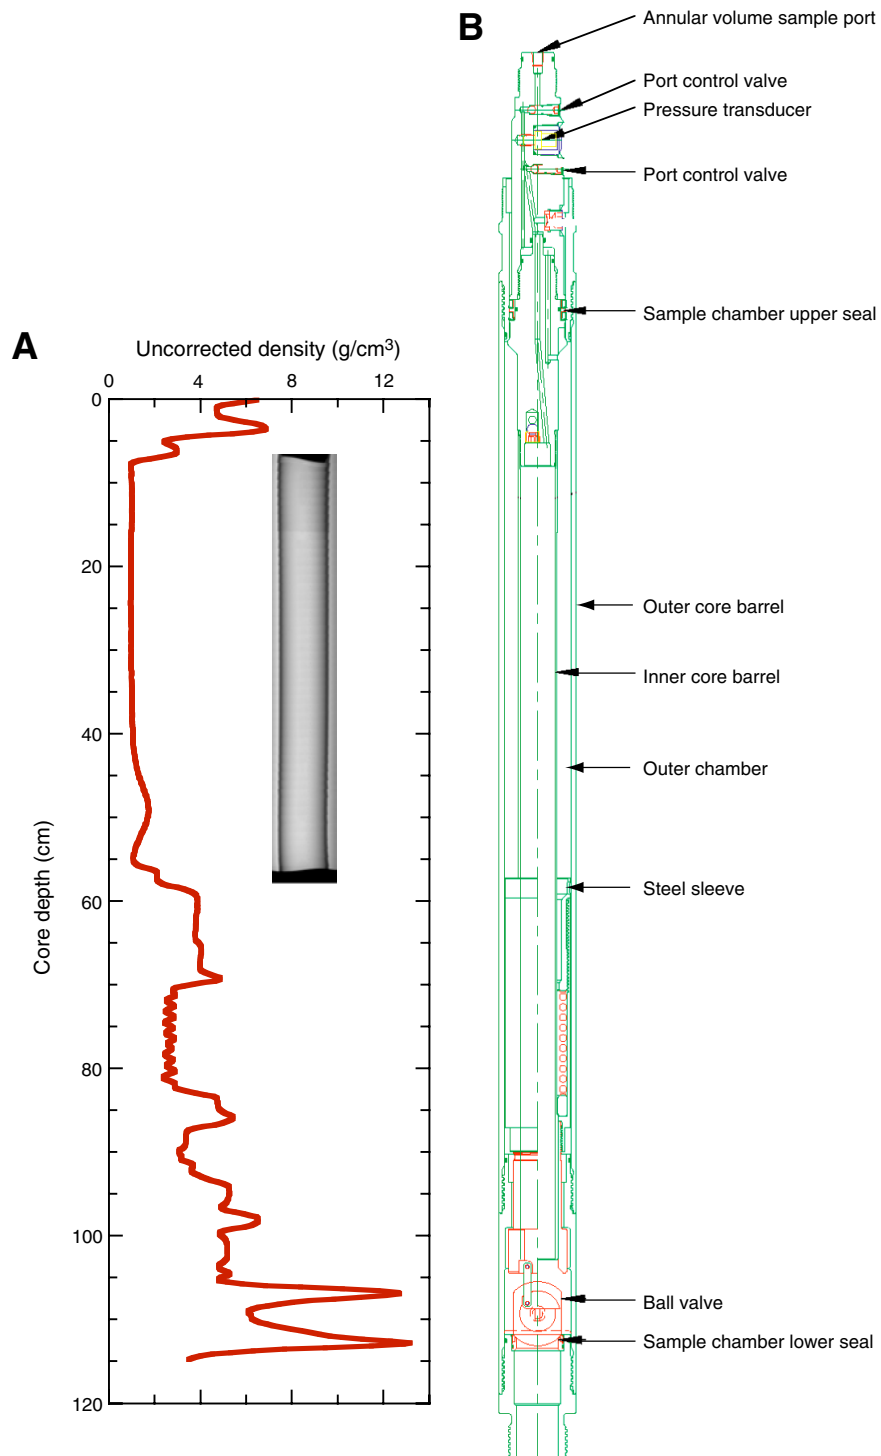 A
Uncorrected density (g/cm³)
0 4 8 12
0
20
40
60
80
100
120
Core depth (cm)
B
Annular volume sample port
Port control valve
Pressure transducer
Port control valve
Sample chamber upper seal
Outer core barrel
Inner core barrel
Outer chamber
Steel sleeve
Ball valve
Sample chamber lower seal